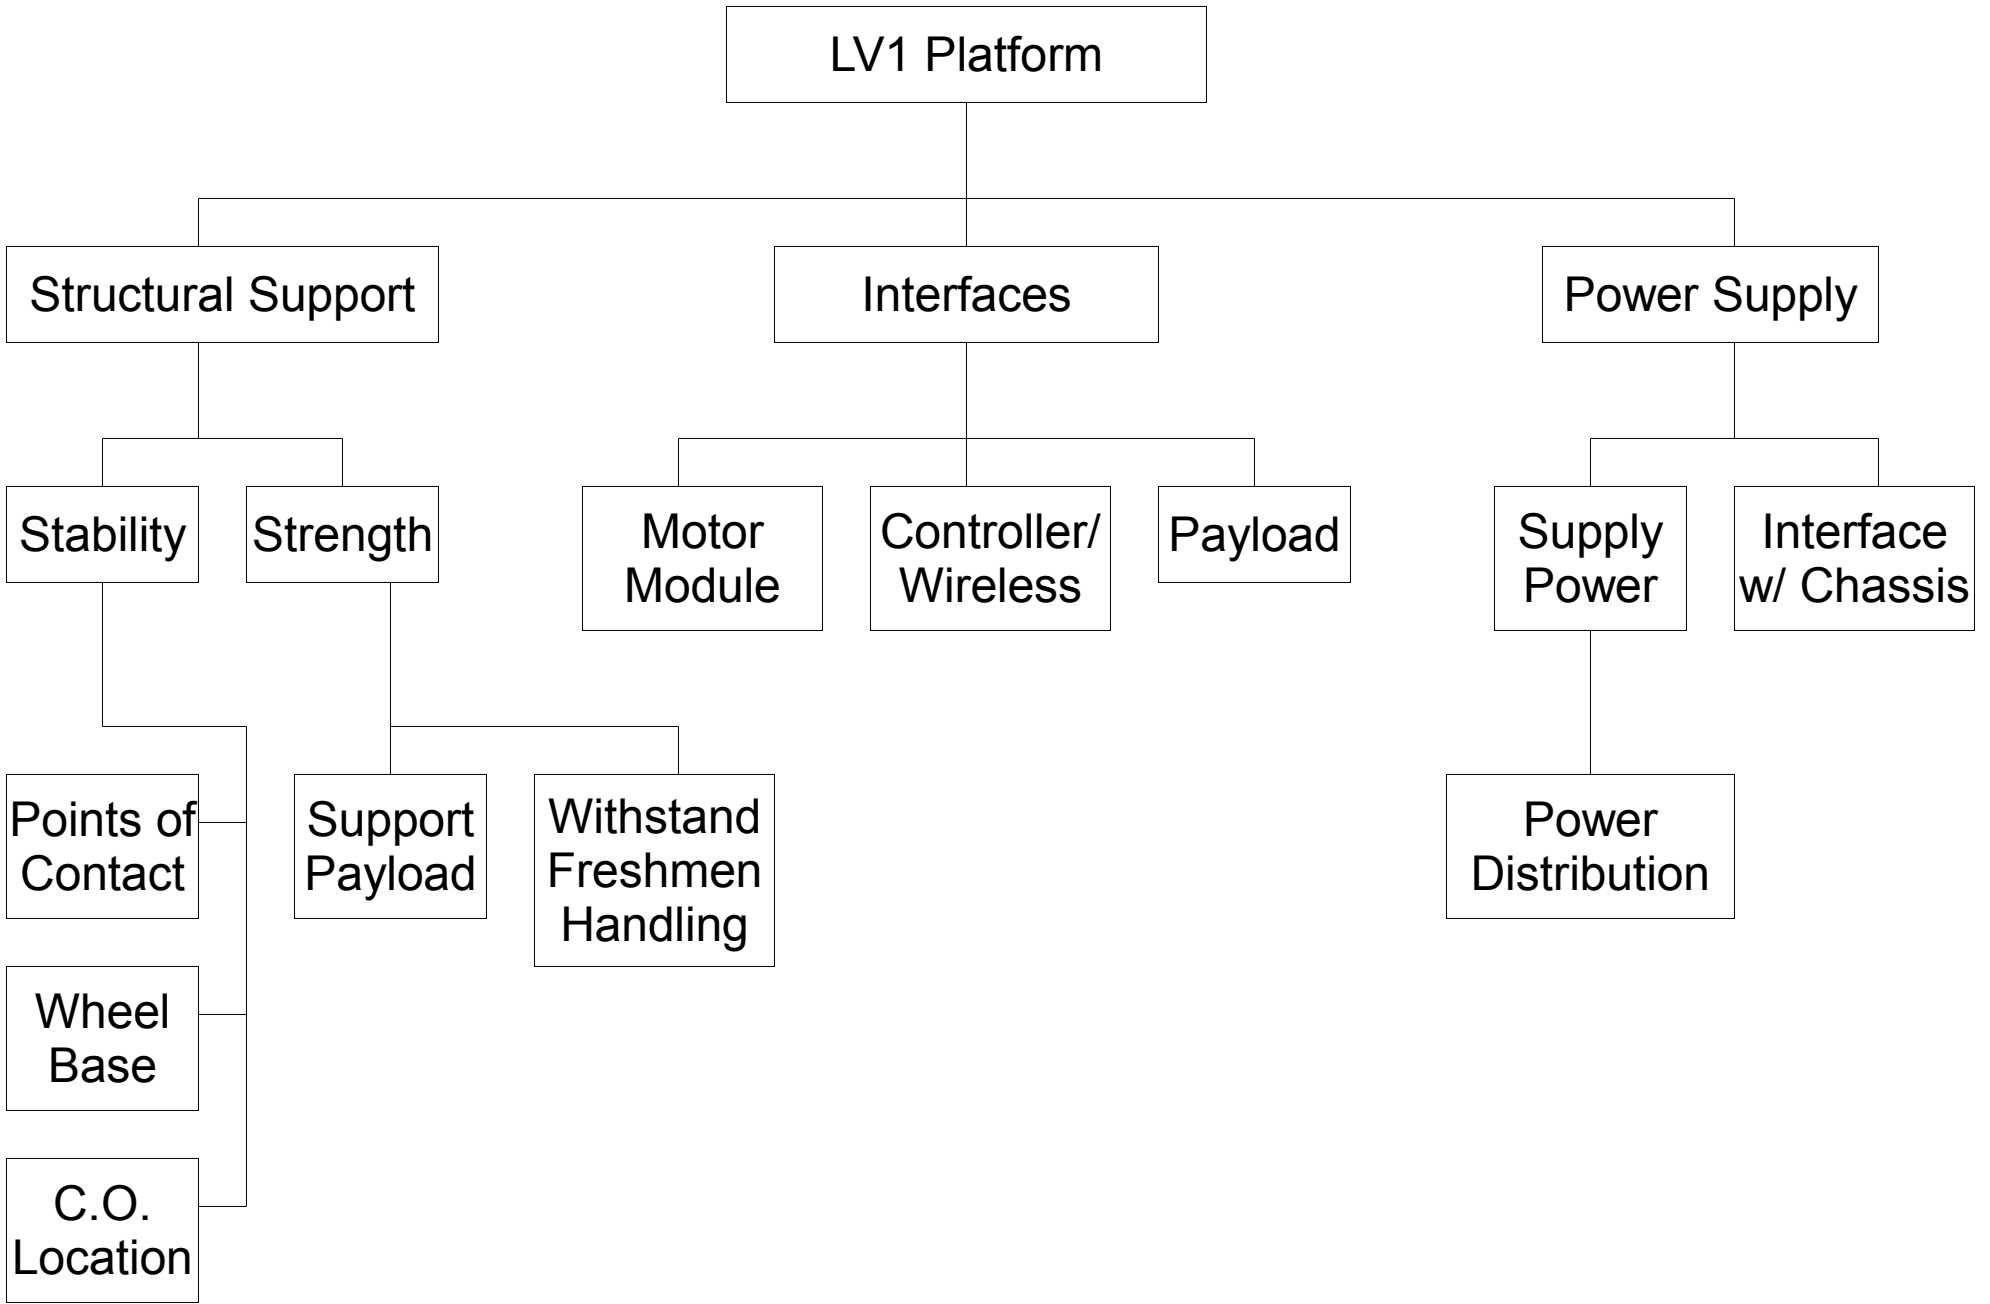 LV1 Platform
Structural Support
Interfaces
Power Supply
Stability
Strength
Motor
Module
Controller/
Wireless
Payload
Supply
Power
Interface
w/ Chassis
Points of
Contact
Support
Payload
Withstand
Freshmen
Handling
Power
Distribution
Wheel
Base
C.O.
Location